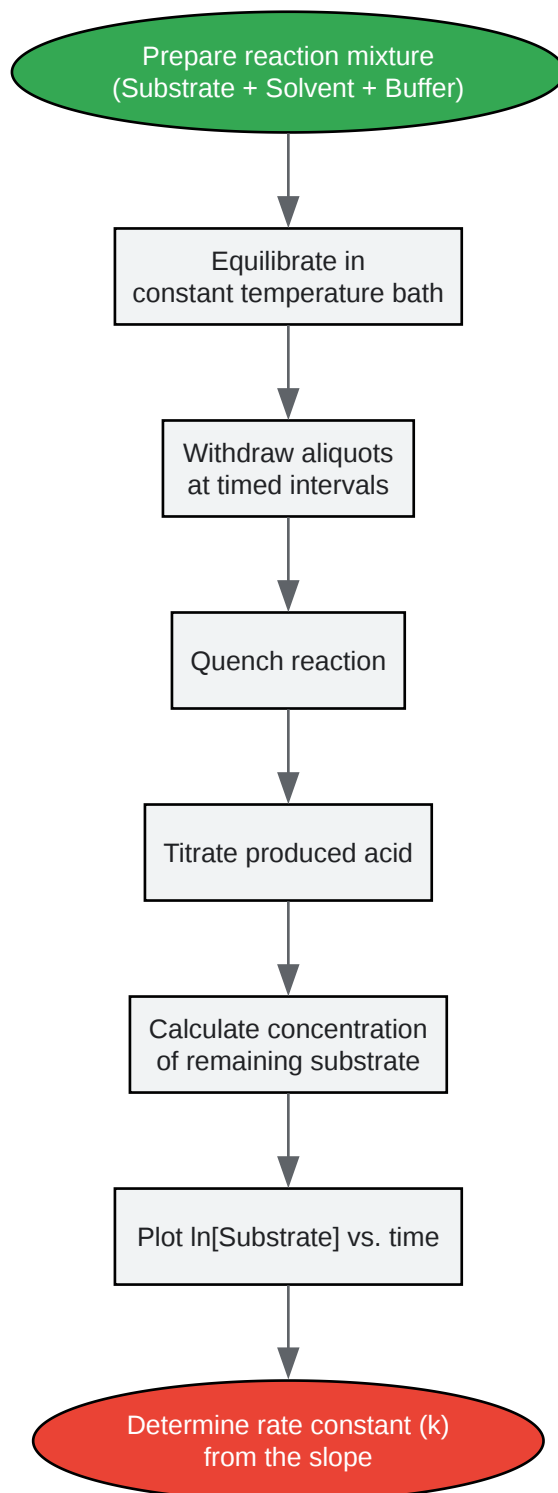 Prepare reaction mixture
(Substrate + Solvent + Buffer)
Equilibrate in
constant temperature bath
Withdraw aliquots
at timed intervals
Quench reaction
Titrate produced acid
Calculate concentration
of remaining substrate
Plot ln[Substrate] vs. time
Determine rate constant (k)
from the slope